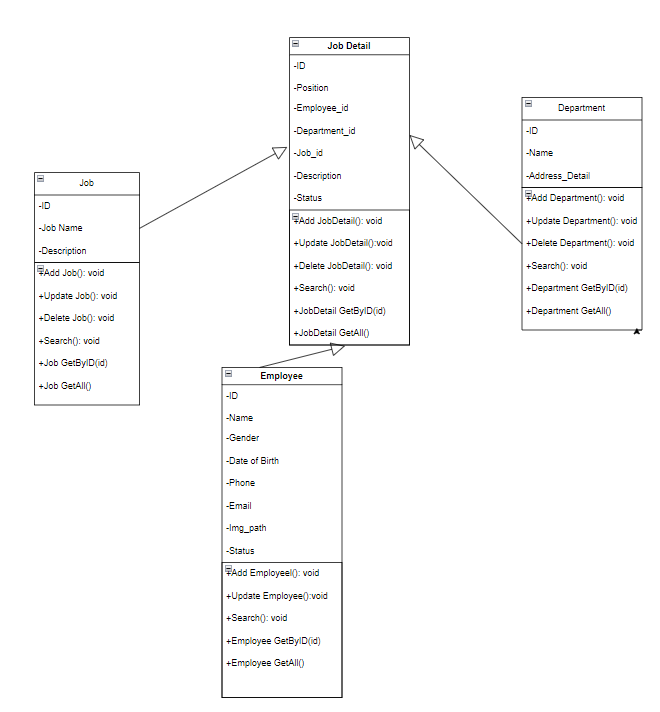 Job Detail
-ID
-Position
-Employee_id
-Department_id
-Job_id
-Description
-Status
+Add JobDetail(): void
+Update JobDetail():void
+Delete JobDetail(): void
+Search(): void
+JobDetail GetByID(id)
+JobDetail GetAll()
Department
-ID
-Name
-Address_Detail
+Add Department(): void
+Update Department(): void
+Delete Department(): void
+Search(): void
+Department GetByID(id)
+Department GetAll()
Job
-ID
-Job Name
-Description
+Add Job(): void
+Update Job(): void
+Delete Job(): void
+Search(): void
+Job GetByID(id)
+Job GetAll()
Employee
-ID
-Name
-Gender
-Date of Birth
-Phone
-Email
-Img_path
-Status
+Add Employeel(): void
+Update Employee():void
+Search(): void
+Employee GetByID(id)
+Employee GetAll()